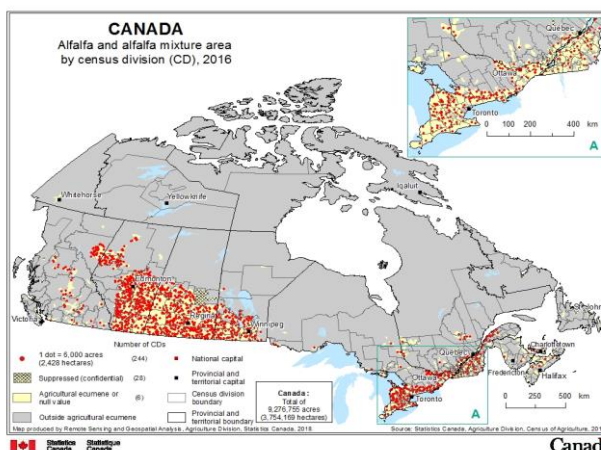 CANADA
Alfalfa and alfalfa mixture area
by census division (CD), 2016
Quebec
Ottawa
Toronto
0 100 200 400 km
A
Whitehorse
Yellowknife
Iqaluit
Edmonton
Victoria
Regina
Winnipeg
St. John
Charlottetown
Québec
Ottawa
Fredericton
Halifax
Toronto
0 250 500 km
A
Number of CDs
1 dot = 6,000 acres
(2,428 hectares)
(244)
Suppressed (confidential)
(28)
Agricultural ecumene or
null value
(6)
Outside agricultural ecumene
National capital
Provincial and
territorial capital
Census division
boundary
Provincial and
territorial boundary
Canada:
Total of
9,276,755 acres
(3,754,169 hectares)
Map produced by Remote Sensing and Geospatial Analysis, Agriculture Division, Statistics Canada, 2018.
Source: Statistics Canada, Agriculture Division, Census of Agriculture, 201
Statistics Statistique
Canada Canada
Canad